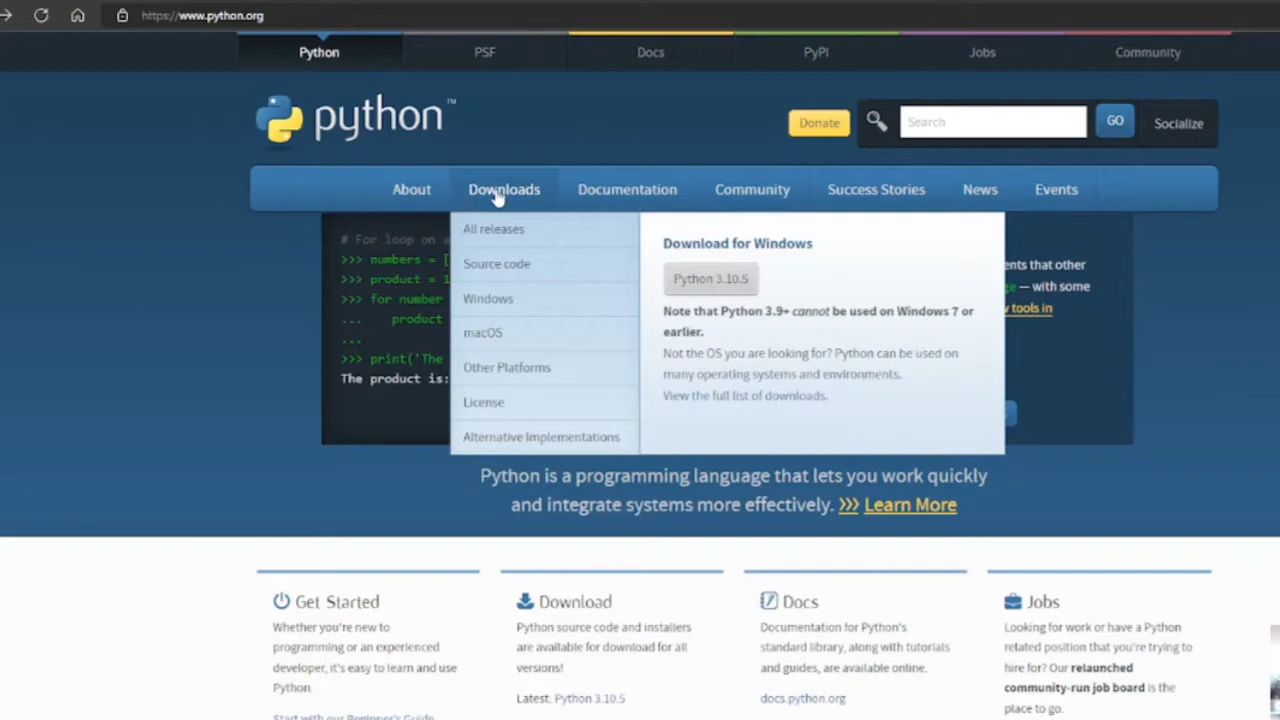 https://www.python.org
Python PSF Docs PyPI Jobs Community
python™
Donate Search GO Socialize
About Downloads Documentation Community Success Stories News Events
# For loop on a
>>> numbers = [
>>> product = 1
>>> for number
... product
...
>>> print('The
The product is:
All releases
Source code
Windows
macOS
Other Platforms
License
Alternative Implementations
Download for Windows
Python 3.10.5
Note that Python 3.9+ cannot be used on Windows 7 or
earlier.
Not the OS you are looking for? Python can be used on
many operating systems and environments.
View the full list of downloads.
ents that other
— with some
tools in
Python is a programming language that lets you work quickly
and integrate systems more effectively. >>> Learn More
Get Started
Whether you're new to
programming or an experienced
developer, it's easy to learn and use
Python.
Start with our Beginner's Guide
Download
Python source code and installers
are available for download for all
versions!
Latest: Python 3.10.5
Docs
Documentation for Python's
standard library, along with tutorials
and guides, are available online.
docs.python.org
Jobs
Looking for work or have a Python
related position that you're trying to
hire for? Our relaunched
community-run job board is the
place to go.